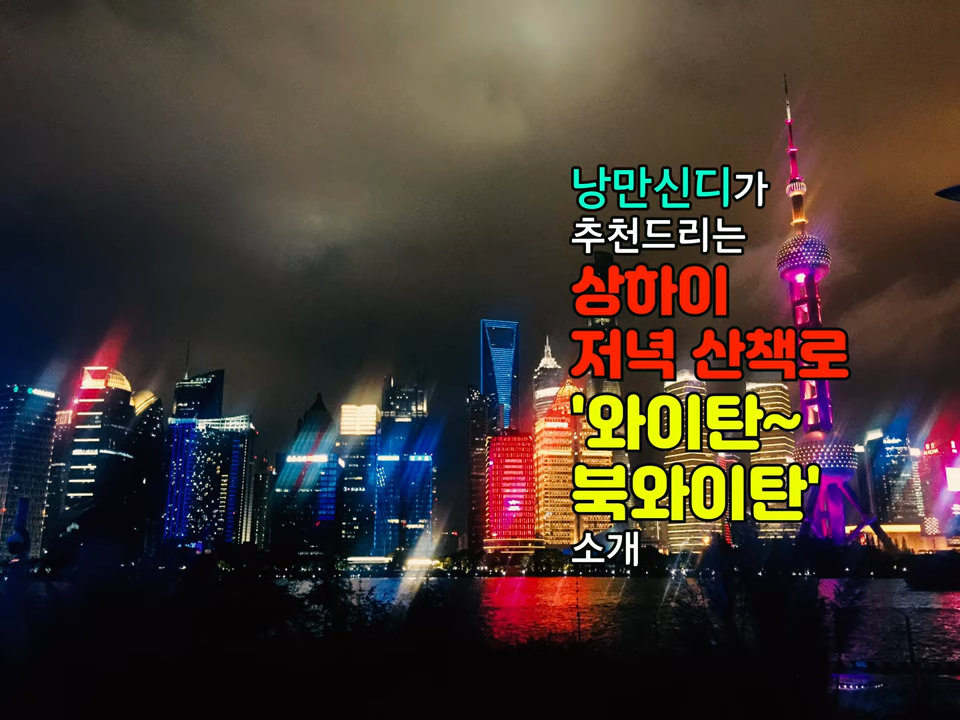 낭만신디가
추천드리는
상하이
저녁 산책로
'와이탄~
북와이탄'
소개